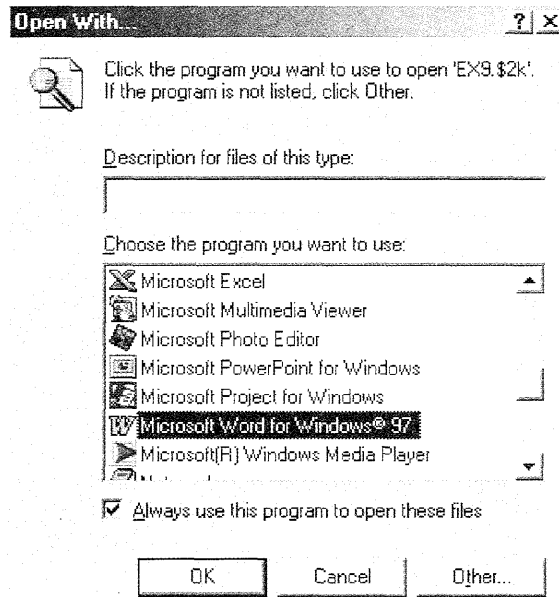 Open With...
Click the program you want to use to open 'EX9.$2k'.
If the program is not listed, click Other.
Description for files of this type:
Choose the program you want to use:
Microsoft Excel
Microsoft Multimedia Viewer
Microsoft Photo Editor
Microsoft PowerPoint for Windows
Microsoft Project for Windows
Microsoft Word for Windows® 97
Microsoft(R) Windows Media Player
Always use this program to open these files
OK
Cancel
Other...